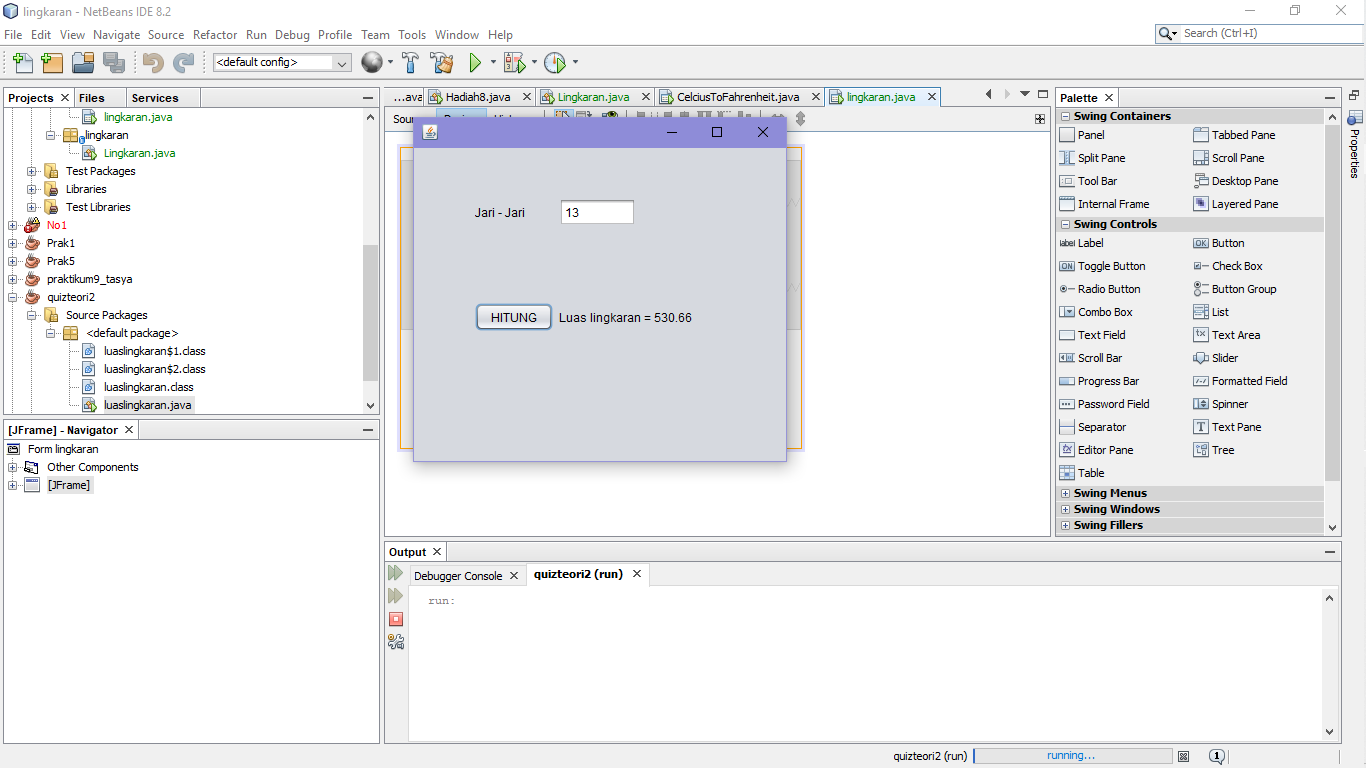 lingkaran - NetBeans IDE 8.2
File Edit View Navigate Source Refactor Run Debug Profile Team Tools Window Help
Search (Ctrl+I)
<default config>
Projects Files Services
lingkaran.java
lingkaran
Lingkaran.java
Test Packages
Libraries
Test Libraries
No1
Prak1
Prak5
praktikum9_tasya
quizteori2
Source Packages
<default package>
luaslingkaran$1.class
luaslingkaran$2.class
luaslingkaran.class
luaslingkaran.java
[JFrame] - Navigator
Form lingkaran
Other Components
[JFrame]
...ava Hadiah8.java Lingkaran.java CelciusToFahrenheit.java lingkaran.java
Jari - Jari 13
HITUNG Luas lingkaran = 530.66
Palette
Swing Containers
Panel Tabbed Pane
Split Pane Scroll Pane
Tool Bar Desktop Pane
Internal Frame Layered Pane
Swing Controls
label Label OK Button
ON Toggle Button Check Box
Radio Button Button Group
Combo Box List
Text Field Text Area
Scroll Bar Slider
Progress Bar Formatted Field
Password Field Spinner
Separator Text Pane
Editor Pane Tree
Table
Swing Menus
Swing Windows
Swing Fillers
Properties
Output
Debugger Console quizteori2 (run)
run:
quizteori2 (run) running... 1